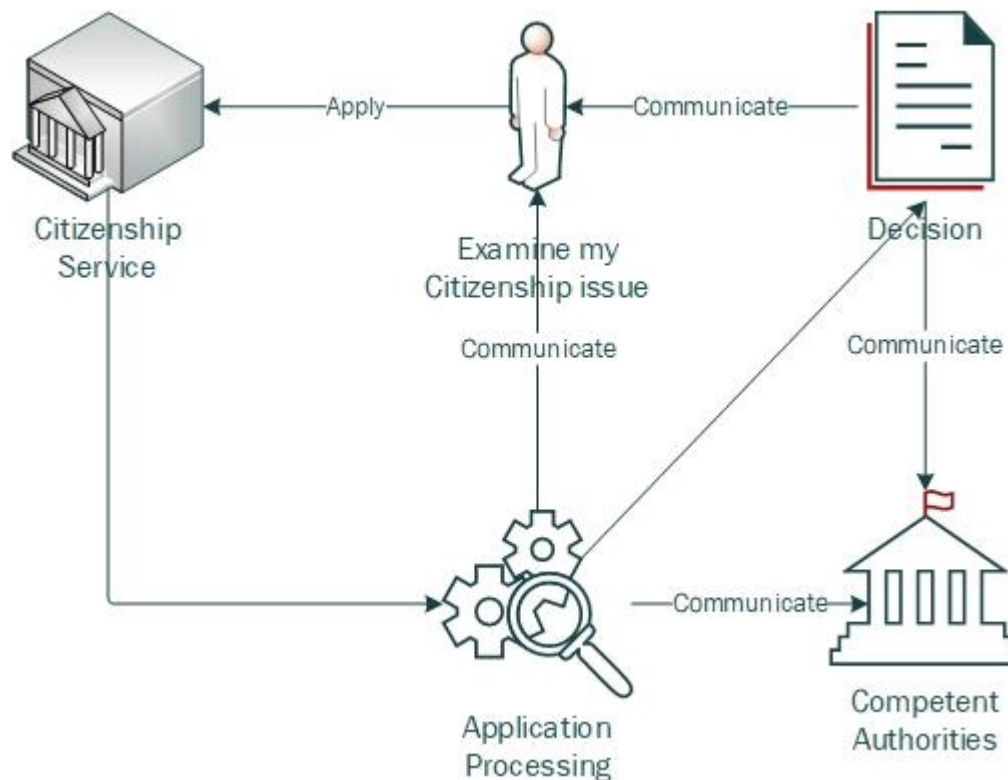 Apply
Communicate
Citizenship
Service
Examine my
Citizenship issue
Decision
Communicate
Communicate
Communicate
Application
Processing
Competent
Authorities